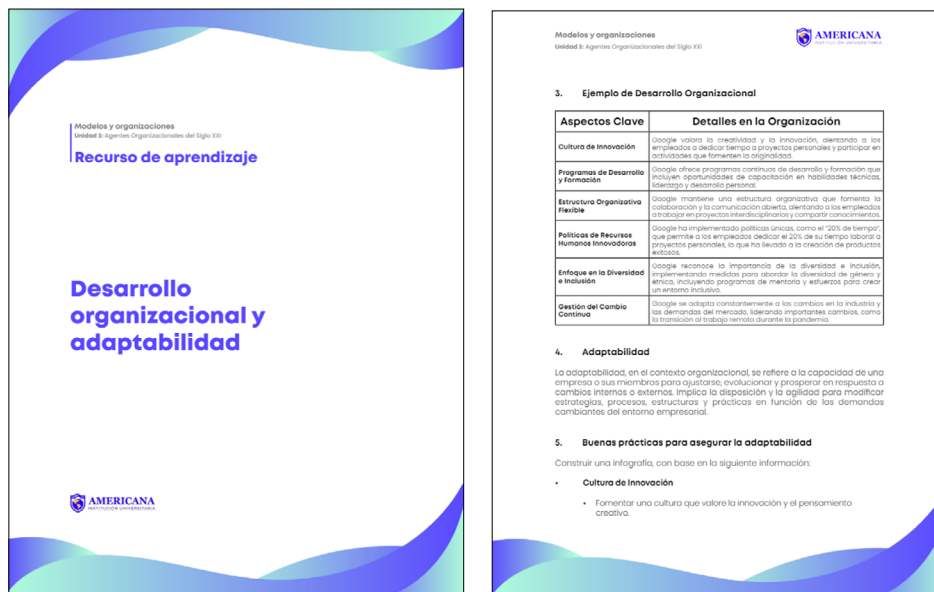 Modelos y organizaciones
Unidad 3: Agentes Organizacionales del Siglo XXI
Recurso de aprendizaje
Desarrollo
organizacional y
adaptabilidad
AMERICANA
INSTITUCIÓN UNIVERSITARIA
Modelos y organizaciones
Unidad 3: Agentes Organizacionales del Siglo XXI
AMERICANA
INSTITUCIÓN UNIVERSITARIA
3. Ejemplo de Desarrollo Organizacional
Aspectos Clave Detalles en la Organización
Cultura de Innovación
Google valora la creatividad y la innovación, alentando a los
empleados a dedicar tiempo a proyectos personales y participar en
actividades que fomenten la originalidad.
Programas de Desarrollo
y Formación
Google ofrece programas continuos de desarrollo y formación que
incluyen oportunidades de capacitación en habilidades técnicas,
liderazgo y desarrollo personal.
Estructura Organizativa
Flexible
Google mantiene una estructura organizativa que fomenta la
colaboración y la comunicación abierta, alentando a los empleados
a trabajar en proyectos interdisciplinarios y compartir conocimientos.
Políticas de Recursos
Humanos Innovadoras
Google ha implementado políticas únicas, como el "20% de tiempo",
que permite a los empleados dedicar el 20% de su tiempo laboral a
proyectos personales, lo que ha llevado a la creación de productos
exitosos.
Enfoque en la Diversidad
e Inclusión
Google reconoce la importancia de la diversidad e inclusión,
implementando medidas para abordar la diversidad de género y
étnica, incluyendo programas de mentoría y esfuerzos para crear
un entorno inclusivo.
Gestión del Cambio
Continua
Google se adapta constantemente a los cambios en la industria y
las demandas del mercado, liderando importantes cambios, como
la transición al trabajo remoto durante la pandemia.
4. Adaptabilidad
La adaptabilidad, en el contexto organizacional, se refiere a la capacidad de una
empresa o sus miembros para ajustarse, evolucionar y prosperar en respuesta a
cambios internos o externos. Implica la disposición y la agilidad para modificar
estrategias, procesos, estructuras y prácticas en función de las demandas
cambiantes del entorno empresarial.
5. Buenas prácticas para asegurar la adaptabilidad
Construir una infografía, con base en la siguiente información:
• Cultura de Innovación
• Fomentar una cultura que valore la innovación y el pensamiento
creativo.